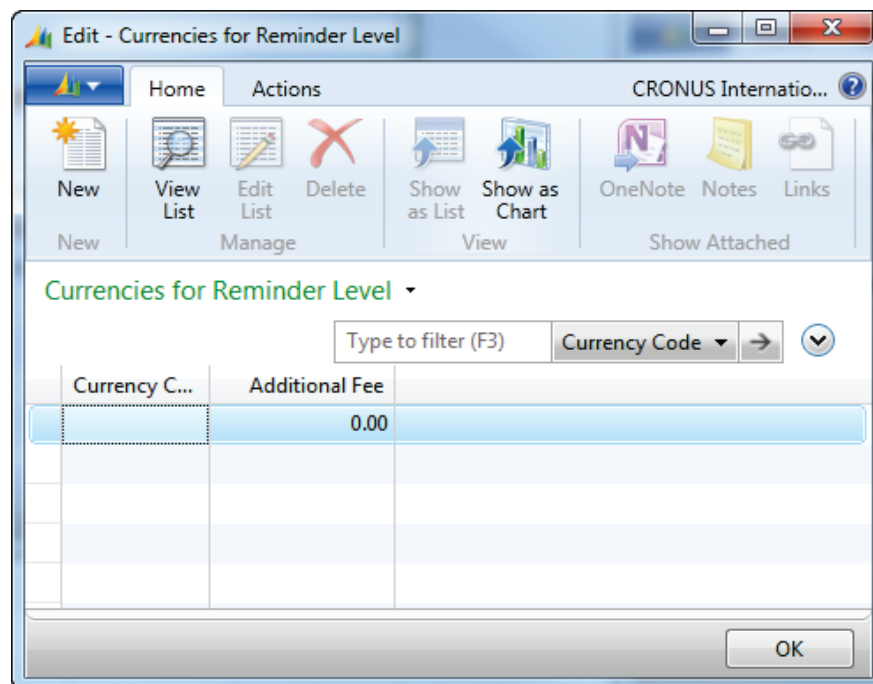 Edit - Currencies for Reminder Level
Home Actions CRONUS Internatio...
New View List Edit List Delete Show as List Show as Chart OneNote Notes Links
New Manage View Show Attached
Currencies for Reminder Level
Type to filter (F3) Currency Code
Currency C... Additional Fee
0.00
OK